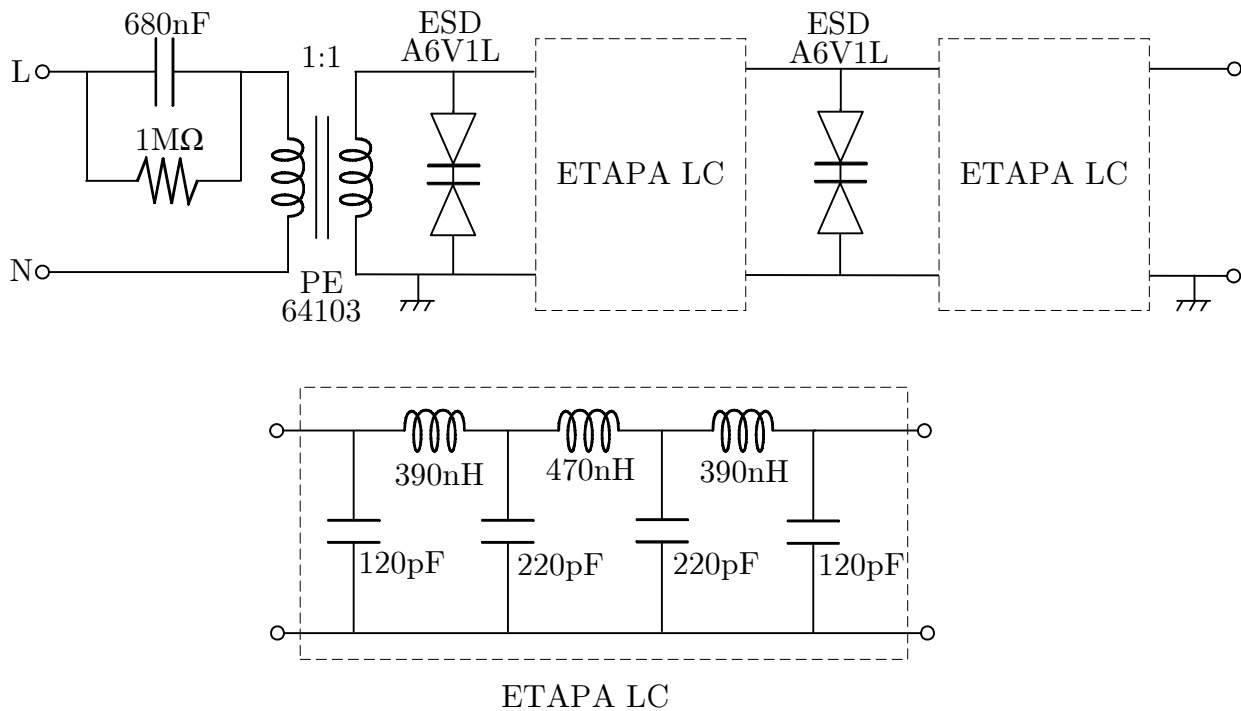 680nF
ESD
A6V1L
ESD
A6V1L
1:1
L
1MΩ
ETAPA LC
ETAPA LC
N
PE
64103
390nH
470nH
390nH
120pF
220pF
220pF
120pF
ETAPA LC